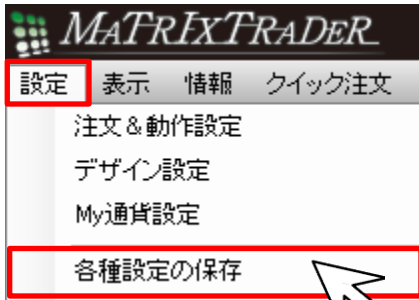 MATRIXTRADER
設定 表示 情報 クイック注文
注文＆動作設定
デザイン設定
My通貨設定
各種設定の保存